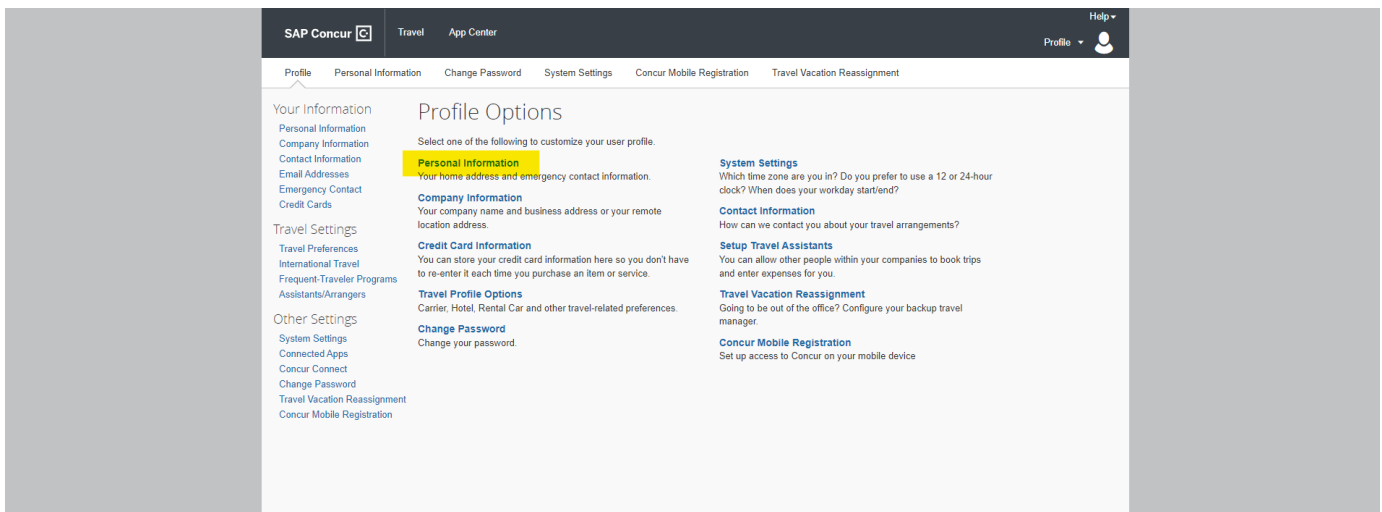 Help
SAP Concur C Travel App Center
Profile
Profile Personal Information Change Password System Settings Concur Mobile Registration Travel Vacation Reassignment
Your Information
Personal Information
Company Information
Contact Information
Email Addresses
Emergency Contact
Credit Cards
Travel Settings
Travel Preferences
International Travel
Frequent-Traveler Programs
Assistants/Arrangers
Other Settings
System Settings
Connected Apps
Concur Connect
Change Password
Travel Vacation Reassignment
Concur Mobile Registration
Profile Options
Select one of the following to customize your user profile.
Personal Information
Your home address and emergency contact information.
Company Information
Your company name and business address or your remote
location address.
Credit Card Information
You can store your credit card information here so you don't have
to re-enter it each time you purchase an item or service.
Travel Profile Options
Carrier, Hotel, Rental Car and other travel-related preferences.
Change Password
Change your password.
System Settings
Which time zone are you in? Do you prefer to use a 12 or 24-hour
clock? When does your workday start/end?
Contact Information
How can we contact you about your travel arrangements?
Setup Travel Assistants
You can allow other people within your companies to book trips
and enter expenses for you.
Travel Vacation Reassignment
Going to be out of the office? Configure your backup travel
manager.
Concur Mobile Registration
Set up access to Concur on your mobile device